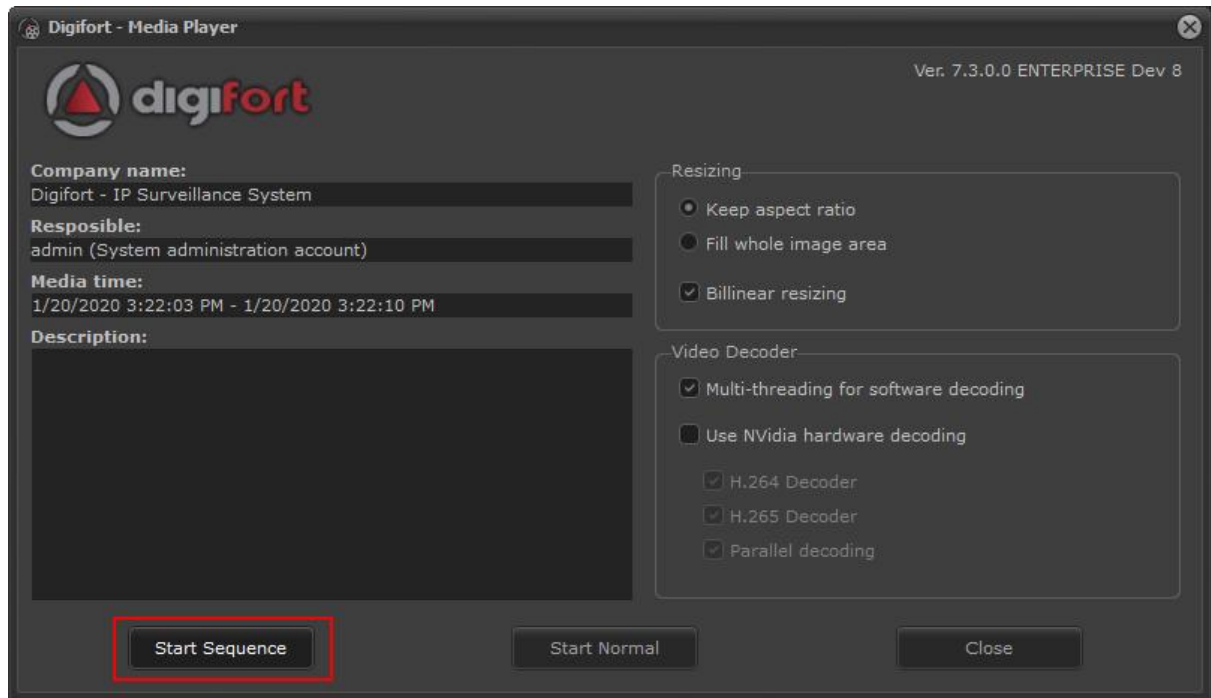 Digifort - Media Player
digifort
Ver. 7.3.0.0 ENTERPRISE Dev 8
Company name:
Digifort - IP Surveillance System
Resposible:
admin (System administration account)
Media time:
1/20/2020 3:22:03 PM - 1/20/2020 3:22:10 PM
Description:
Resizing
Keep aspect ratio
Fill whole image area
Billinear resizing
Video Decoder
Multi-threading for software decoding
Use NVidia hardware decoding
H.264 Decoder
H.265 Decoder
Parallel decoding
Start Sequence
Start Normal
Close